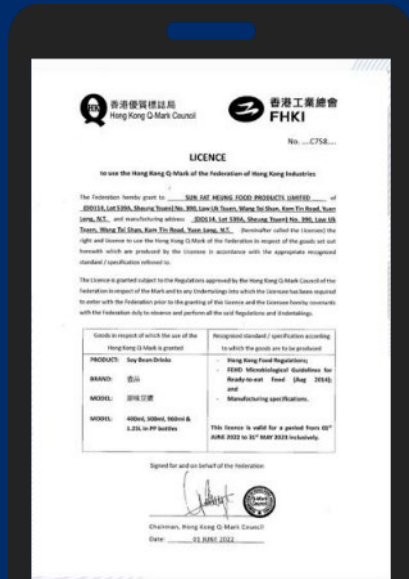 香港優質標誌局
Hong Kong Q-Mark Council
香港工業總會
FHKI
No. ...C758....
LICENCE
to use the Hong Kong Q-Mark of the Federation of Hong Kong Industries
The Federation hereby grant to SUN FAT HEUNG FOOD PRODUCTS LIMITED of
(DD114, Lot 539A, Sheung Tsuen) No. 390, Law Uk Tsuen, Wang Toi Shan, Kam Tin Road, Yuen
Long, N.T. and manufacturing address (DD114, Lot 539A, Sheung Tsuen) No. 390, Law Uk
Tsuen, Wang Toi Shan, Kam Tin Road, Yuen Long, N.T. (hereinafter called the Licensee) the
right and licence to use the Hong Kong Q-Mark of the Federation in respect of the goods set out
herewith which are produced by the Licensee in accordance with the appropriate recognized
standard / specification referred to.
The Licence is granted subject to the Regulations approved by the Hong Kong Q-Mark Council of the
Federation in respect of the Mark and to any Undertakings into which the Licensee has been required
to enter with the Federation prior to the granting of this licence and the Licensee hereby covenants
with the Federation duly to observe and perform all the said Regulations and Undertakings.
Goods in respect of which the use of the
Hong Kong Q-Mark is granted
Recognized standard / specification according
to which the goods are to be produced
PRODUCT: Soy Bean Drinks
BRAND: 壹品
MODEL: 原味豆漿
MODEL: 400ml, 500ml, 960ml &
1.25L in PP bottles
- Hong Kong Food Regulations;
- FEHD Microbiological Guidelines for
Ready-to-eat Food (Aug 2014);
and
- Manufacturing specifications.
This licence is valid for a period from 01ST
JUNE 2022 to 31ST MAY 2023 inclusively.
Signed for and on behalf of the Federation
Chairman, Hong Kong Q-Mark Council
Date: 01 JUNE 2022